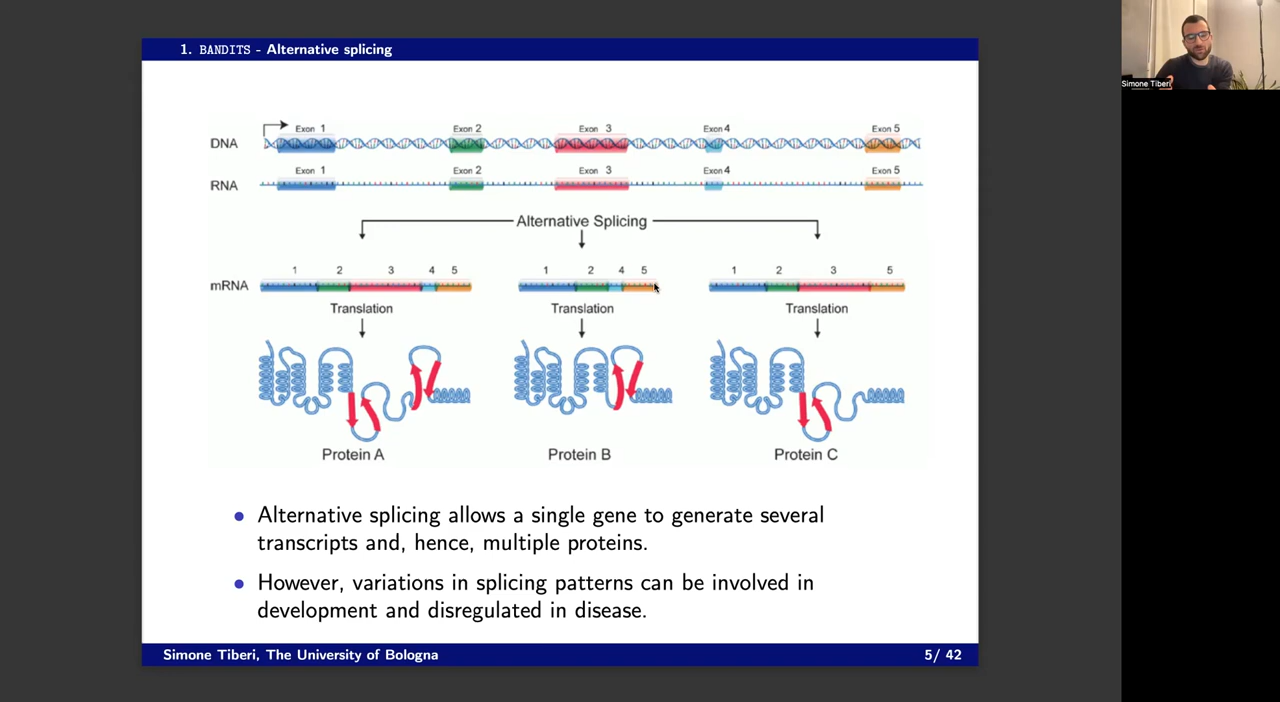 1. BANDITS - Alternative splicing
Simone Tiberi
Exon 1 Exon 2 Exon 3 Exon 4 Exon 5
DNA
Exon 1 Exon 2 Exon 3 Exon 4 Exon 5
RNA
Alternative Splicing
1 2 3 4 5 1 2 4 5 1 2 3 5
mRNA
Translation Translation Translation
Protein A Protein B Protein C
• Alternative splicing allows a single gene to generate several
transcripts and, hence, multiple proteins.
• However, variations in splicing patterns can be involved in
development and disregulated in disease.
Simone Tiberi, The University of Bologna 5/ 42